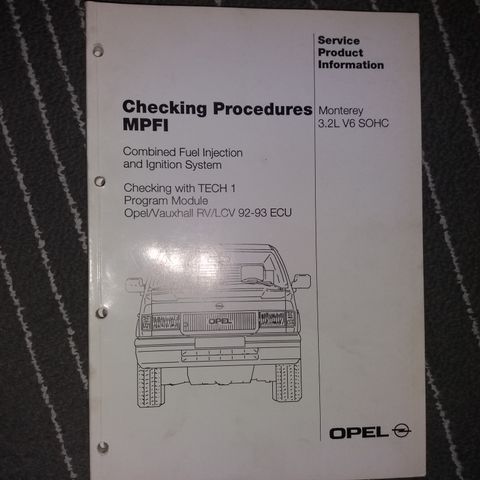 Service
Product
Information
Checking Procedures
MPFI
Monterey
3.2L V6 SOHC
Combined Fuel Injection
and Ignition System
Checking with TECH 1
Program Module
Opel/Vauxhall RV/LCV 92-93 ECU
OPEL
OPEL